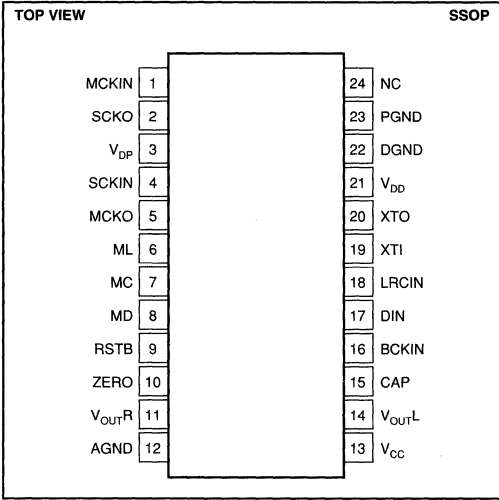 TOP VIEW SSOP
MCKIN 1 24 NC
SCKO 2 23 PGND
VDP 3 22 DGND
SCKIN 4 21 VDD
MCKO 5 20 XTO
ML 6 19 XTI
MC 7 18 LRCIN
MD 8 17 DIN
RSTB 9 16 BCKIN
ZERO 10 15 CAP
VOUTR 11 14 VOUTL
AGND 12 13 VCC